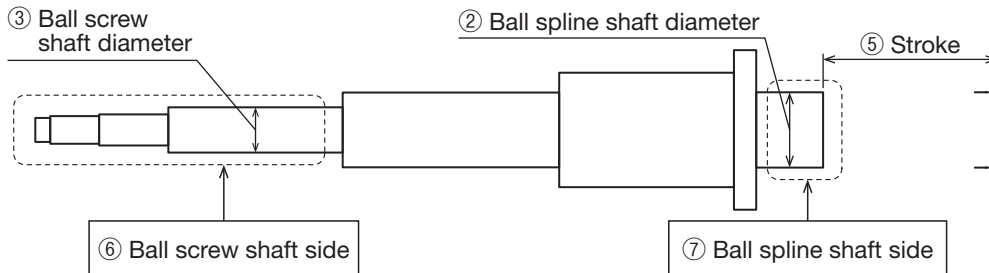 ③ Ball screw
shaft diameter
② Ball spline shaft diameter
⑤ Stroke
⑥ Ball screw shaft side
⑦ Ball spline shaft side